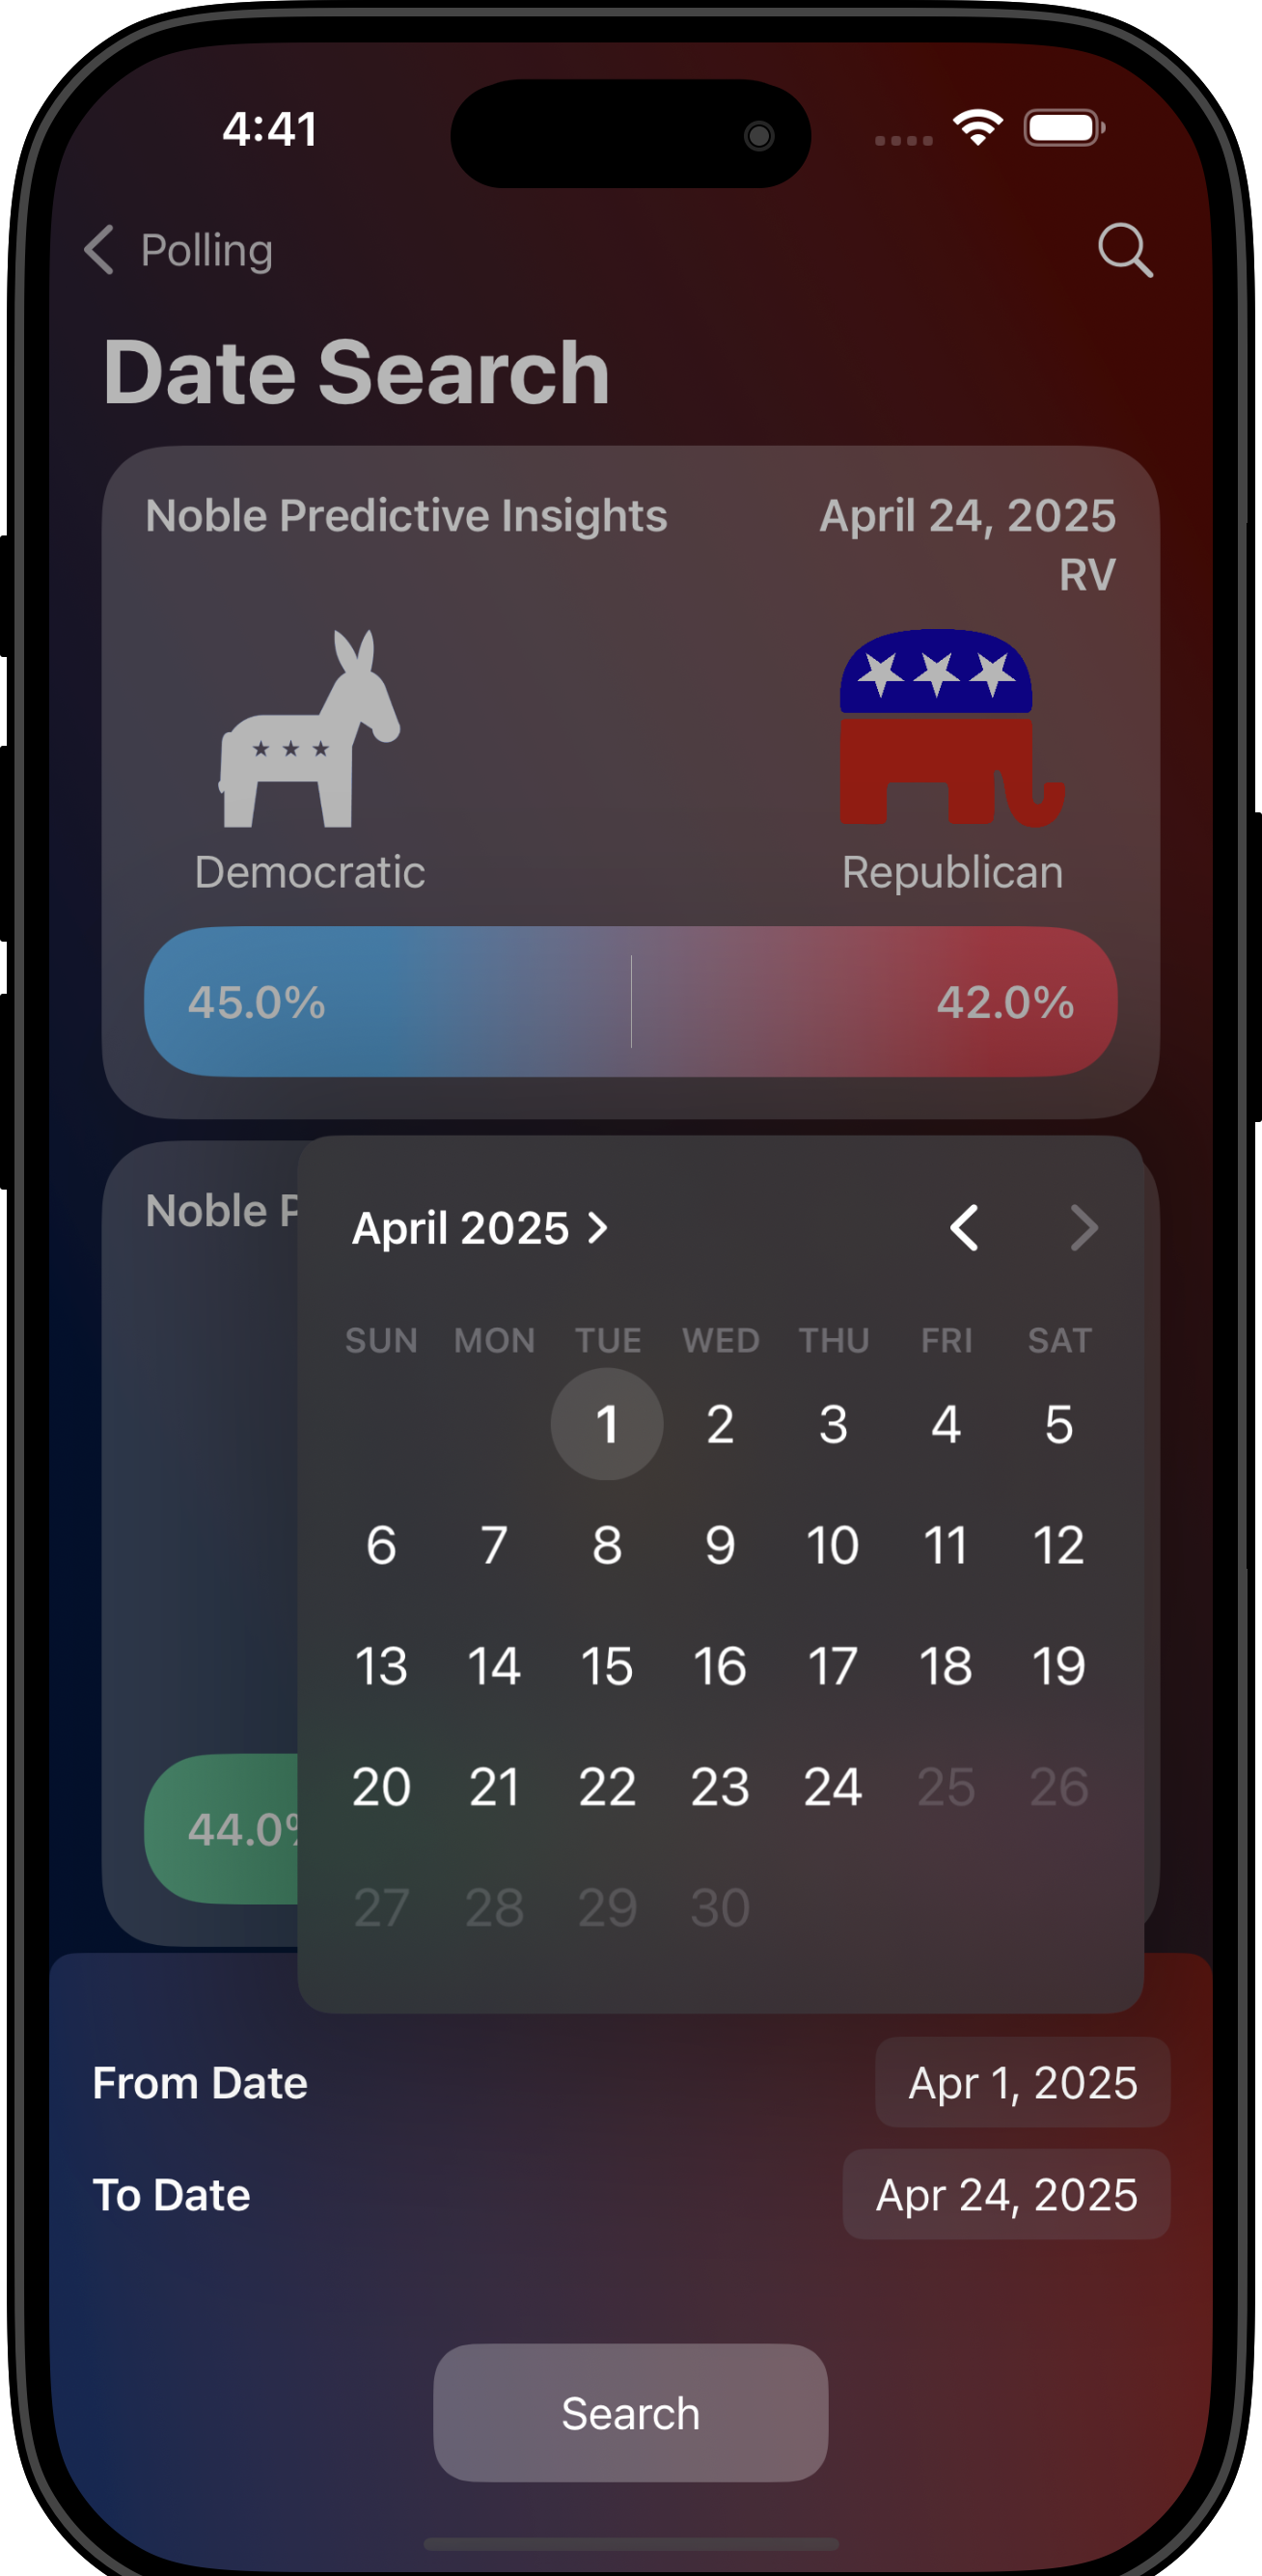 4:41
Polling
Date Search
Noble Predictive Insights April 24, 2025
RV
Democratic Republican
45.0% 42.0%
Noble
April 2025
SUN MON TUE WED THU FRI SAT
1 2 3 4 5
6 7 8 9 10 11 12
13 14 15 16 17 18 19
20 21 22 23 24 25 26
44.0%
27 28 29 30
From Date Apr 1, 2025
To Date Apr 24, 2025
Search